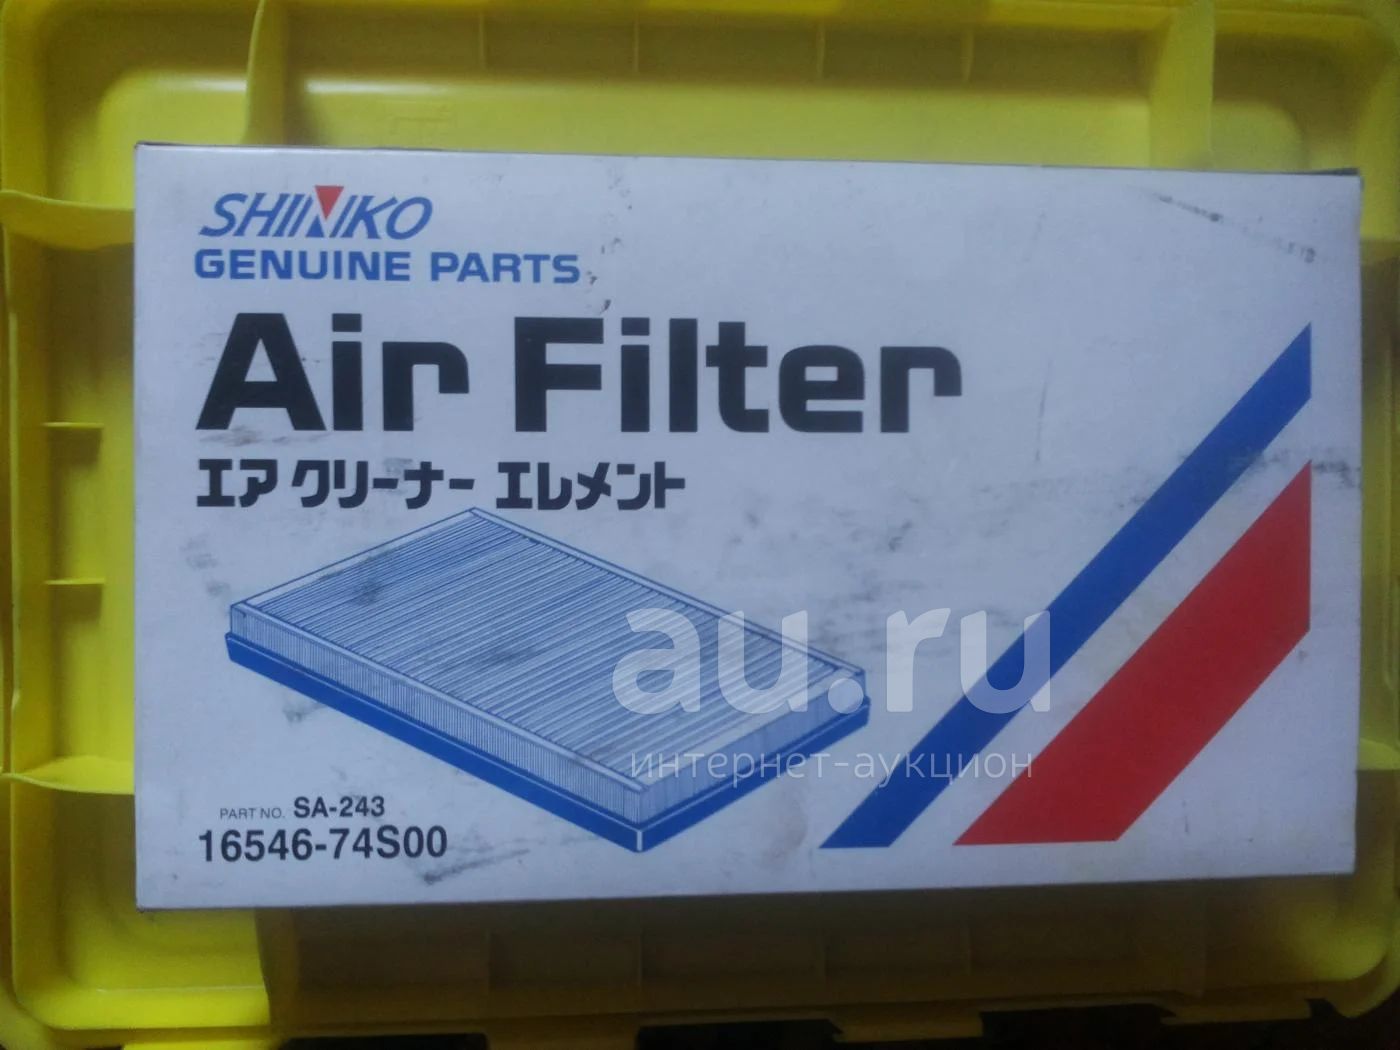 SHINKO
GENUINE PARTS
Air Filter
エア クリーナー エレメント
au.ru
интернет-аукцион
PART NO. SA-243
16546-74S00